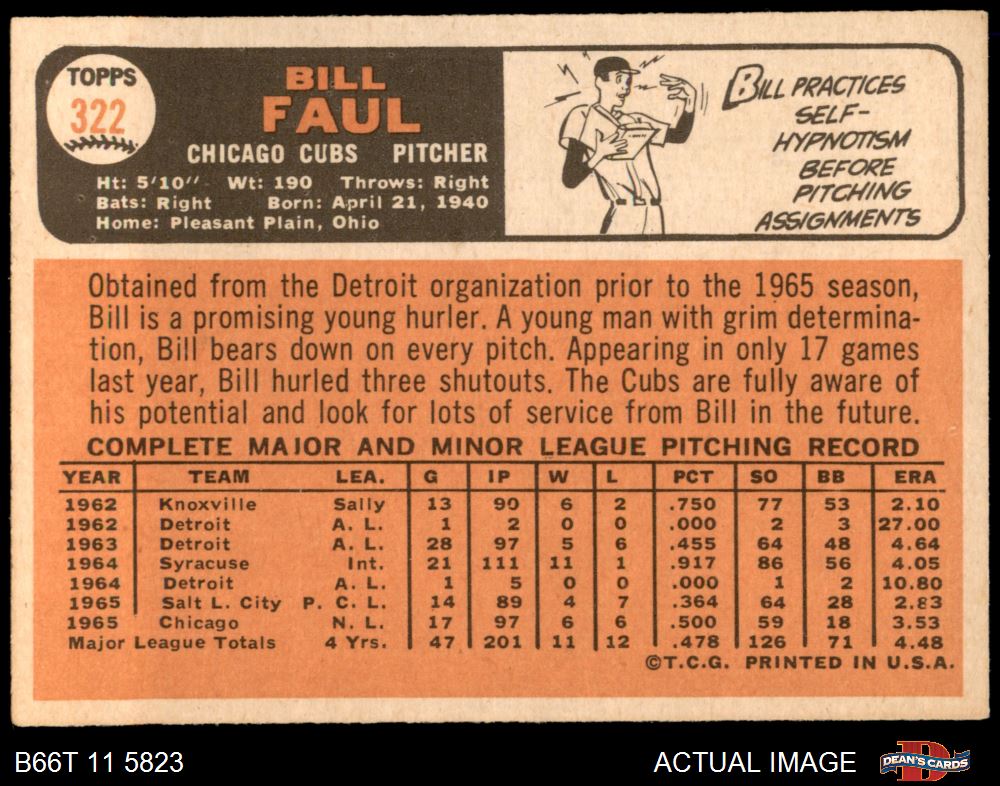 TOPPS
322
BILL
FAUL
CHICAGO CUBS PITCHER
Ht: 5'10" Wt: 190 Throws: Right
Bats: Right Born: April 21, 1940
Home: Pleasant Plain, Ohio
BILL PRACTICES
SELF-
HYPNOTISM
BEFORE
PITCHING
ASSIGNMENTS
Obtained from the Detroit organization prior to the 1965 season,
Bill is a promising young hurler. A young man with grim determina-
tion, Bill bears down on every pitch. Appearing in only 17 games
last year, Bill hurled three shutouts. The Cubs are fully aware of
his potential and look for lots of service from Bill in the future.
COMPLETE MAJOR AND MINOR LEAGUE PITCHING RECORD
YEAR TEAM LEA. G IP W L PCT SO BB ERA
1962 Knoxville Sally 13 90 6 2 .750 77 53 2.10
1962 Detroit A. L. 1 2 0 0 .000 2 3 27.00
1963 Detroit A. L. 28 97 5 6 .455 64 48 4.64
1964 Syracuse Int. 21 111 11 1 .917 86 56 4.05
1964 Detroit A. L. 1 5 0 0 .000 1 2 10.80
1965 Salt L. City P. C. L. 14 89 4 7 .364 64 28 2.83
1965 Chicago N. L. 17 97 6 6 .500 59 18 3.53
Major League Totals 4 Yrs. 47 201 11 12 .478 126 71 4.48
©T.C.G. PRINTED IN U.S.A.
B66T 11 5823
ACTUAL IMAGE
DEAN'S CARDS